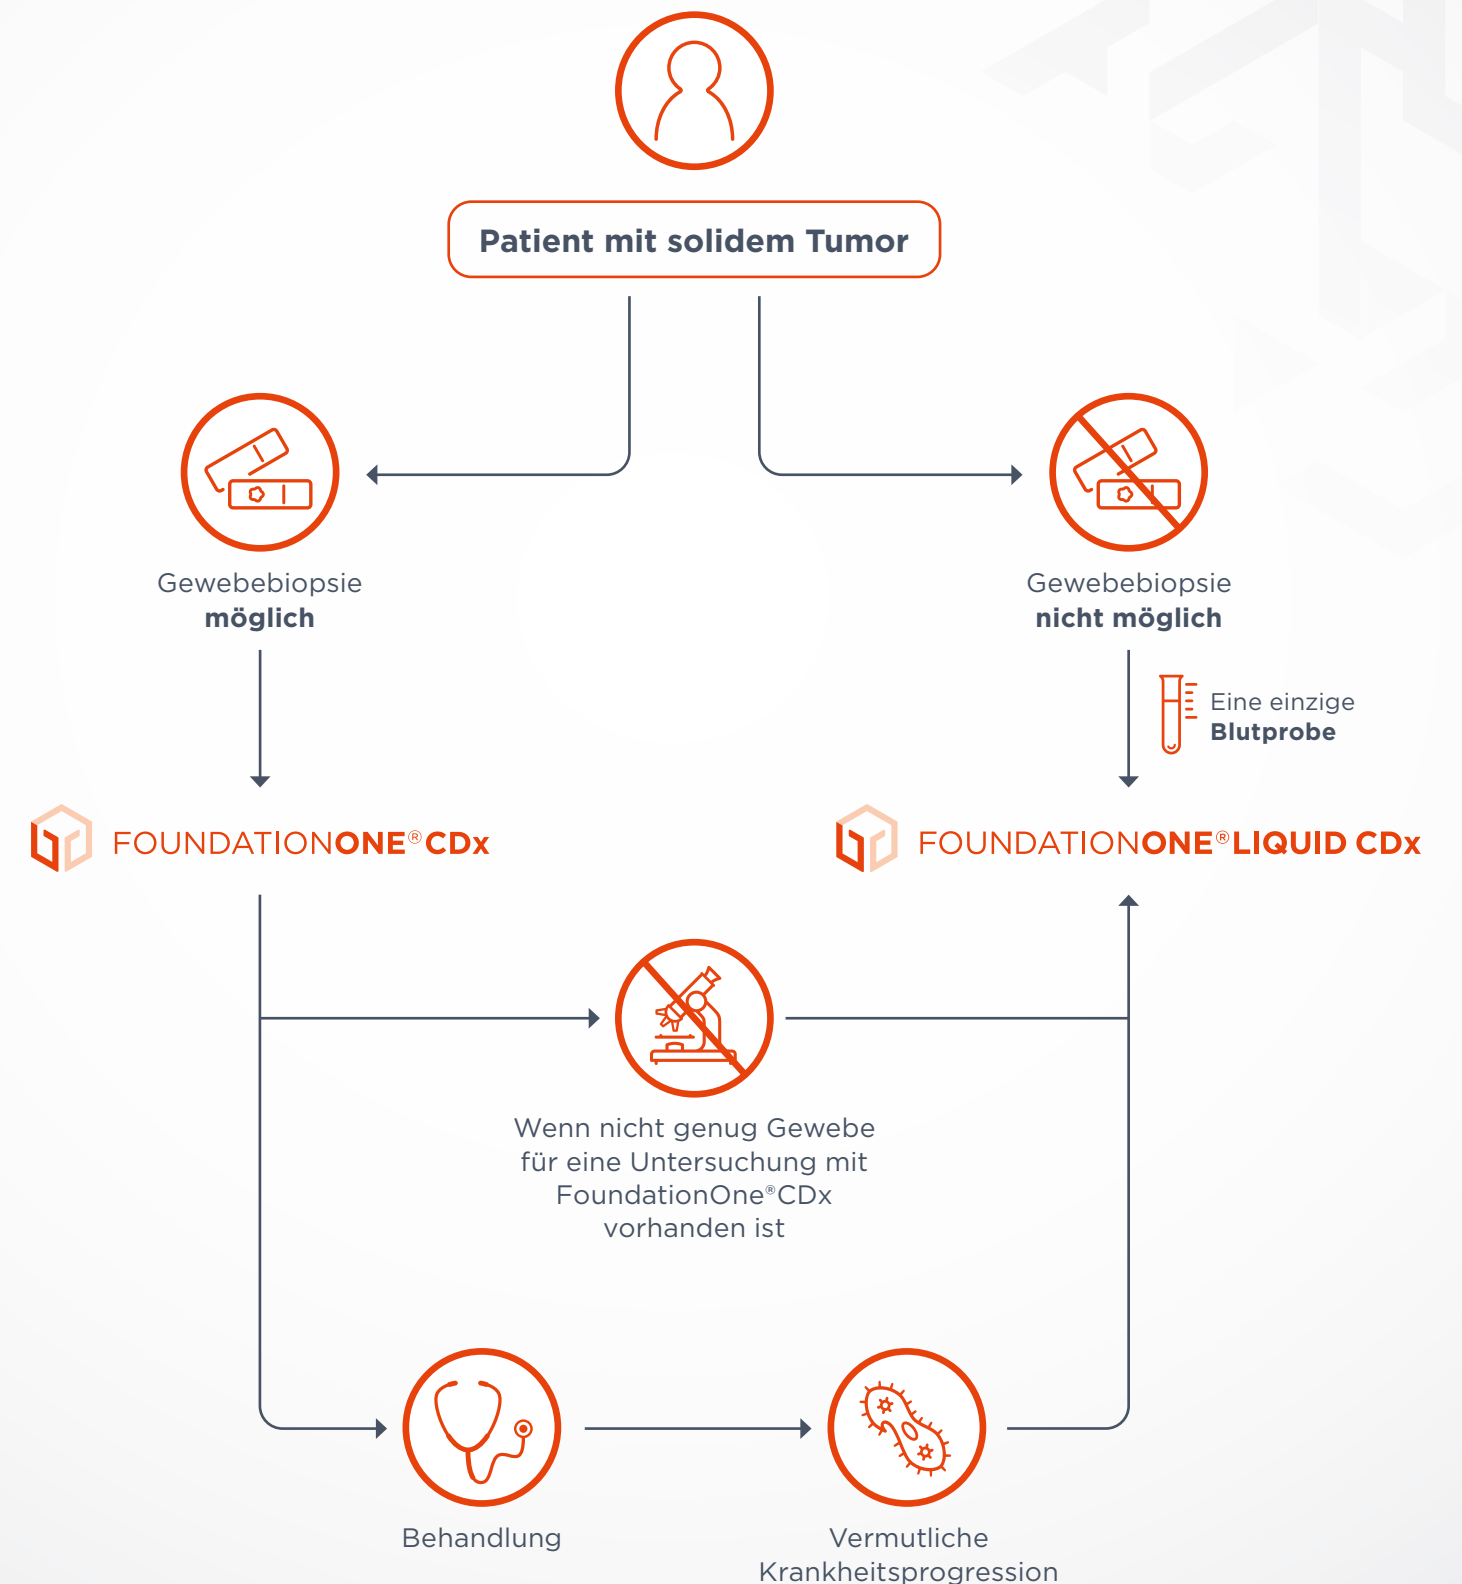 Patient mit solidem Tumor
Gewebebiopsie
möglich
Gewebebiopsie
nicht möglich
Eine einzige
Blutprobe
FOUNDATIONONE®CDx
FOUNDATIONONE®LIQUID CDx
Wenn nicht genug Gewebe
für eine Untersuchung mit
FoundationOne®CDx
vorhanden ist
Behandlung
Vermutliche
Krankheitsprogression